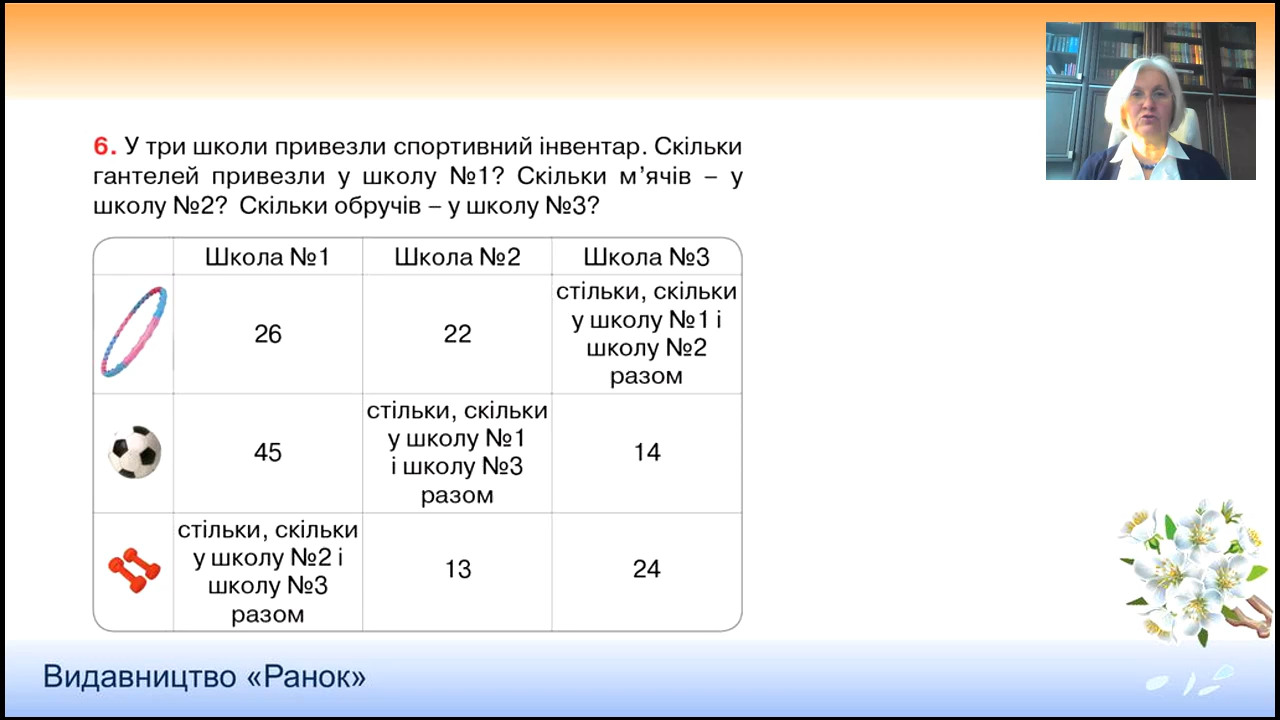 6. У три школи привезли спортивний інвентар. Скільки
гантелей привезли у школу №1? Скільки м’ячів – у
школу №2? Скільки обручів – у школу №3?
Школа №1
Школа №2
Школа №3
26
22
стільки, скільки
у школу №1 і
школу №2
разом
45
стільки, скільки
у школу №1
і школу №3
разом
14
стільки, скільки
у школу №2 і
школу №3
разом
13
24
Видавництво «Ранок»